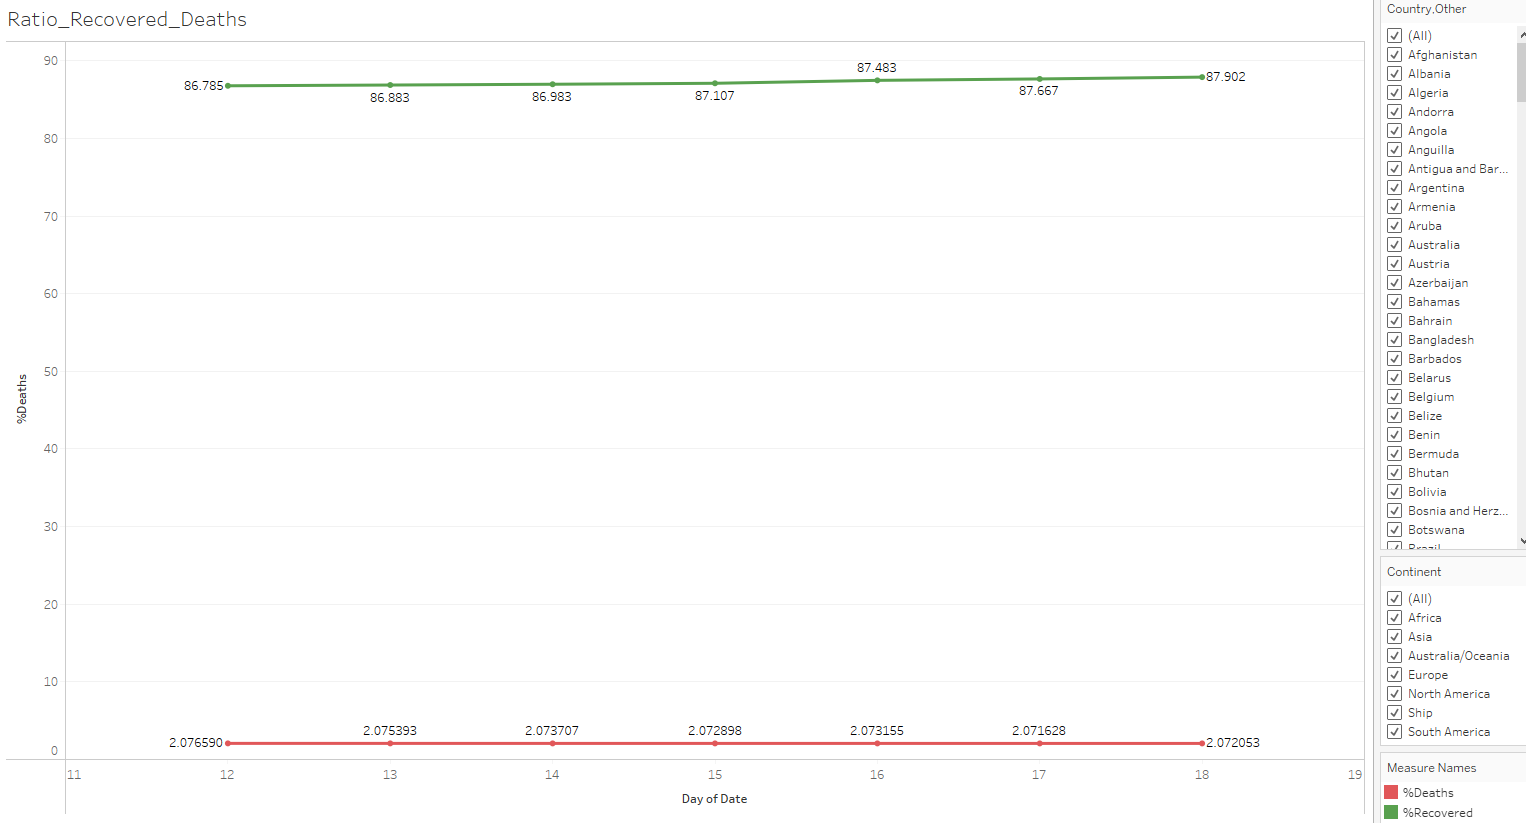 Ratio_Recovered_Deaths
90
80
70
60
50
40
30
20
10
0
%Deaths
86.785
86.883
86.983
87.107
87.483
87.667
87.902
2.076590
2.075393
2.073707
2.072898
2.073155
2.071628
2.072053
11
12
13
14
15
16
17
18
19
Day of Date
Country,Other
(All)
Afghanistan
Albania
Algeria
Andorra
Angola
Anguilla
Antigua and Bar...
Argentina
Armenia
Aruba
Australia
Austria
Azerbaijan
Bahamas
Bahrain
Bangladesh
Barbados
Belarus
Belgium
Belize
Benin
Bermuda
Bhutan
Bolivia
Bosnia and Herz...
Botswana
Brazil
Continent
(All)
Africa
Asia
Australia/Oceania
Europe
North America
Ship
South America
Measure Names
%Deaths
%Recovered